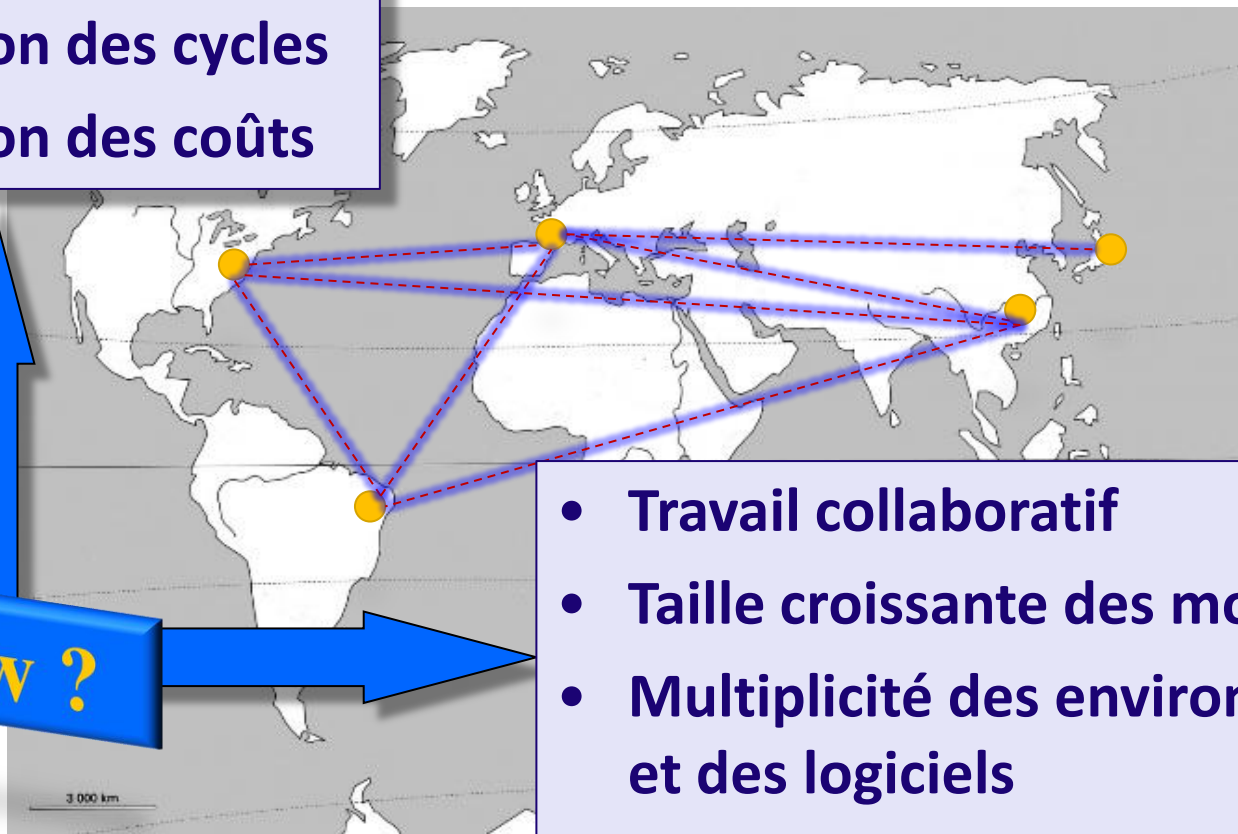 on des cycles
on des coûts
w ?
• Travail collaboratif
• Taille croissante des mo
• Multiplicité des environ
et des logiciels
3 000 km